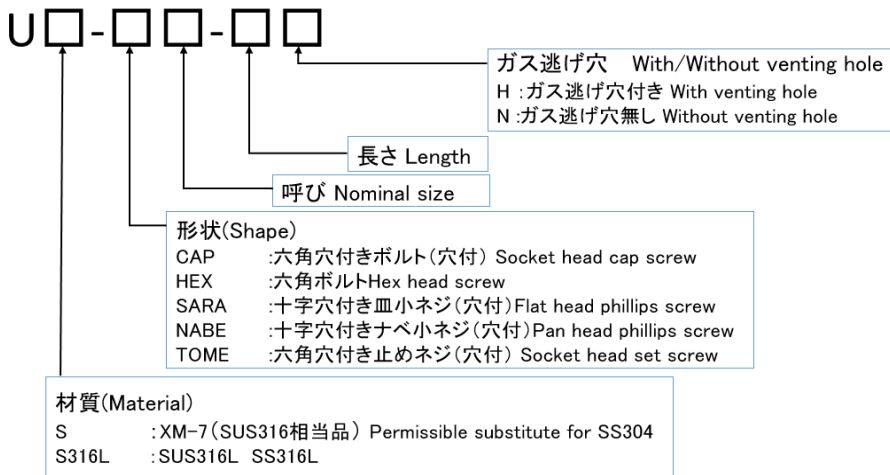 U□-□□-□□
ガス逃げ穴 With/Without venting hole
H :ガス逃げ穴付き With venting hole
N :ガス逃げ穴無し Without venting hole
長さ Length
呼び Nominal size
形状(Shape)
CAP :六角穴付きボルト(穴付) Socket head cap screw
HEX :六角ボルトHex head screw
SARA :十字穴付き皿小ネジ(穴付)Flat head phillips screw
NABE :十字穴付きナベ小ネジ(穴付)Pan head phillips screw
TOME :六角穴付き止めネジ(穴付) Socket head set screw
材質(Material)
S :XM-7(SUS316相当品) Permissible substitute for SS304
S316L :SUS316L SS316L